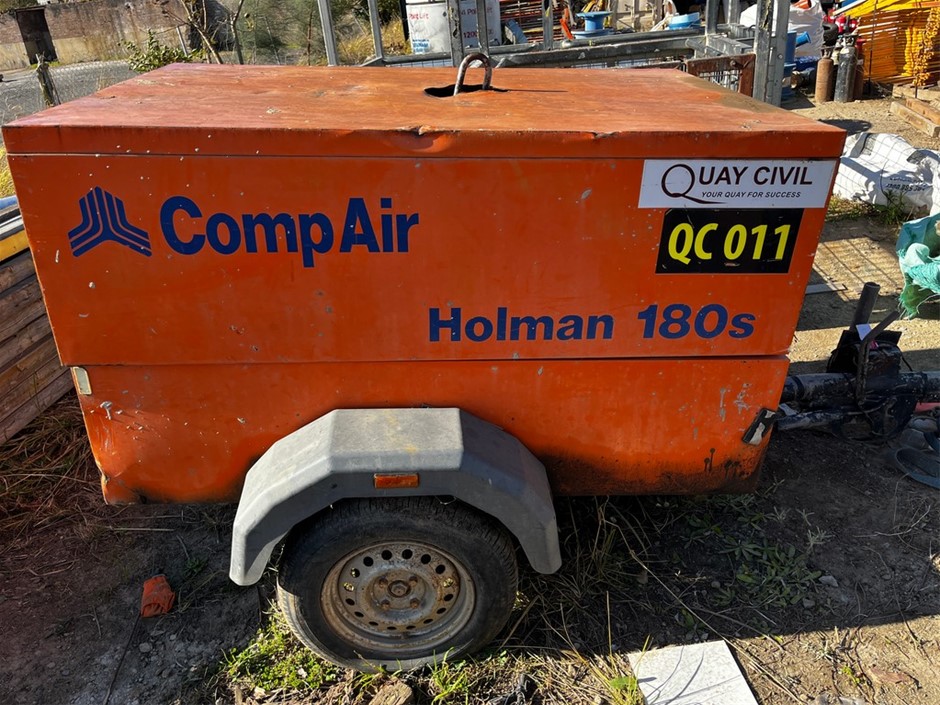 QUAY CIVIL
YOUR QUAY FOR SUCCESS
QC 011
CompAir
Holman 180s